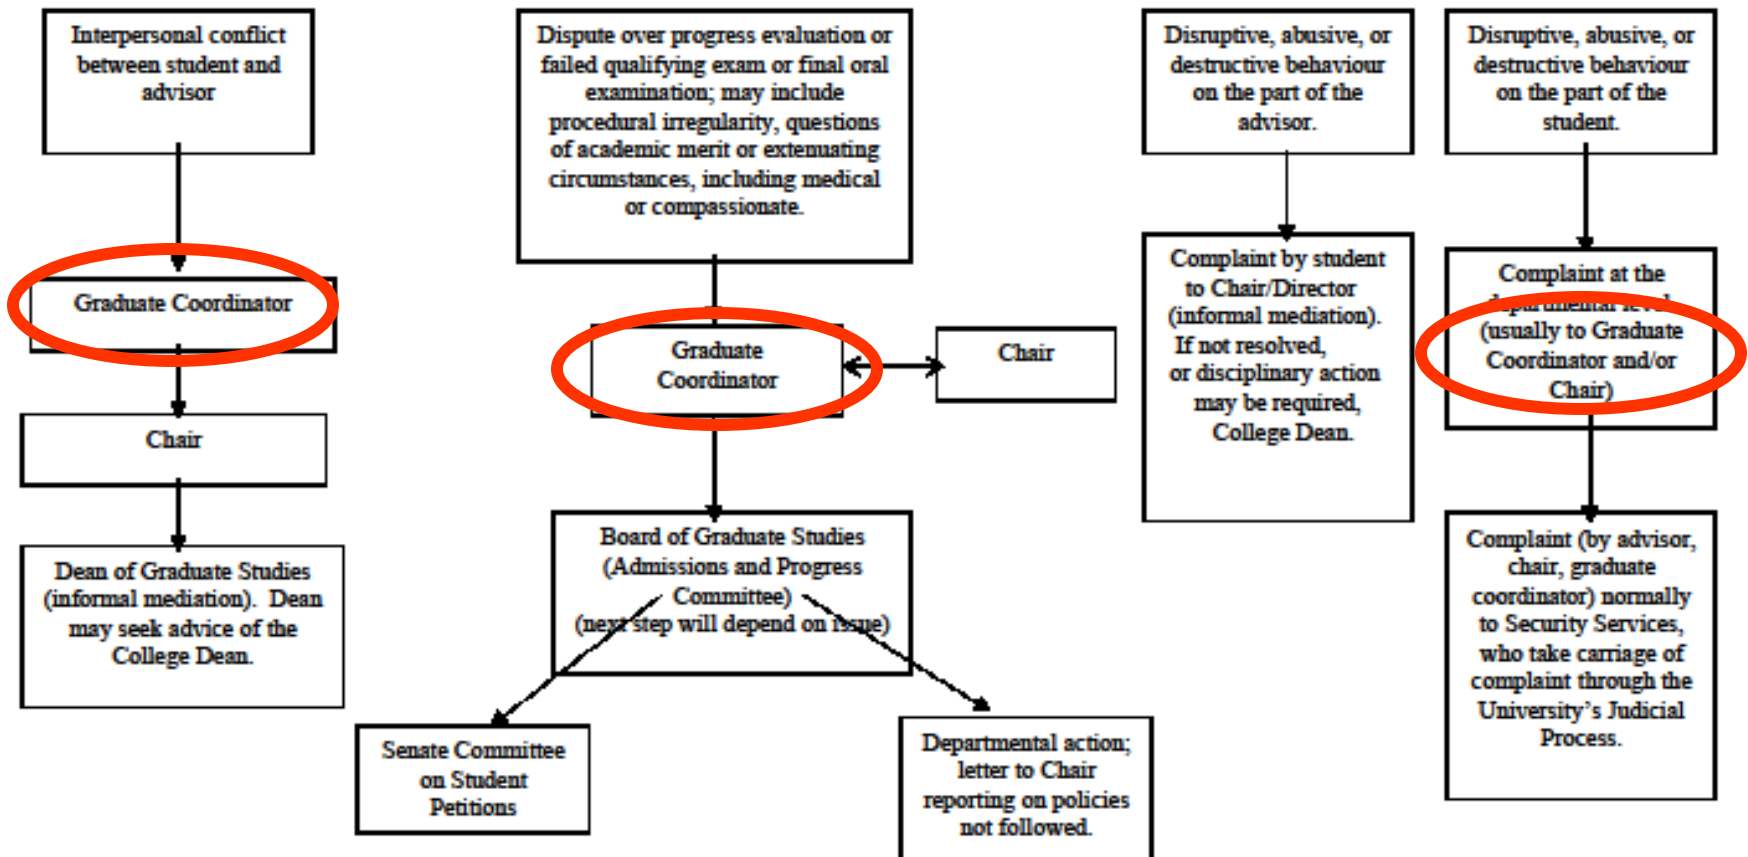 Interpersonal conflict
between student and
advisor
Graduate Coordinator
Chair
Dean of Graduate Studies
(informal mediation).  Dean
may seek advice of the
College Dean.
Dispute over progress evaluation or
failed qualifying exam or final oral
examination; may include
procedural irregularity, questions
of academic merit or extenuating
circumstances, including medical
or compassionate.
Graduate
Coordinator
Chair
Board of Graduate Studies
(Admissions and Progress
Committee)
(next step will depend on issue)
Senate Committee
on Student
Petitions
Departmental action;
letter to Chair
reporting on policies
not followed.
Disruptive, abusive, or
destructive behaviour
on the part of the
advisor.
Complaint by student
to Chair/Director
(informal mediation).
If not resolved,
or disciplinary action
may be required,
College Dean.
Disruptive, abusive, or
destructive behaviour
on the part of the
student.
Complaint at the
departmental level
(usually to Graduate
Coordinator and/or
Chair)
Complaint (by advisor,
chair, graduate
coordinator) normally
to Security Services,
who take carriage of
complaint through the
University's Judicial
Process.